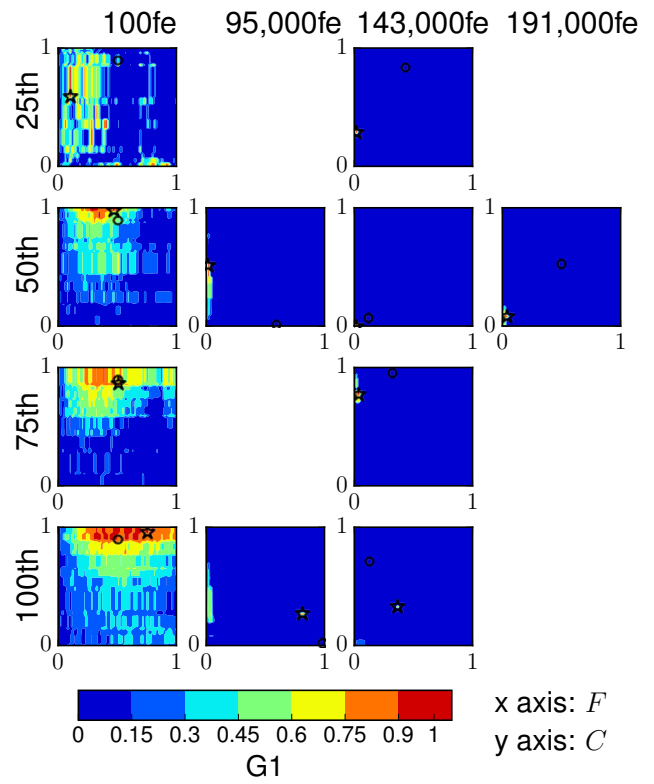 100fe 95,000fe 143,000fe 191,000fe
25th
1 1
0 0
0 1 0 1
50th
1 1 1 1
0 0 0 0
0 1 0 1 0 1 0 1
75th
1 1
0 0
0 1 0 1
100th
1 1 1
0 0 0
0 1 0 1 0 1
0 0.15 0.3 0.45 0.6 0.75 0.9 1
G1
x axis: F
y axis: C